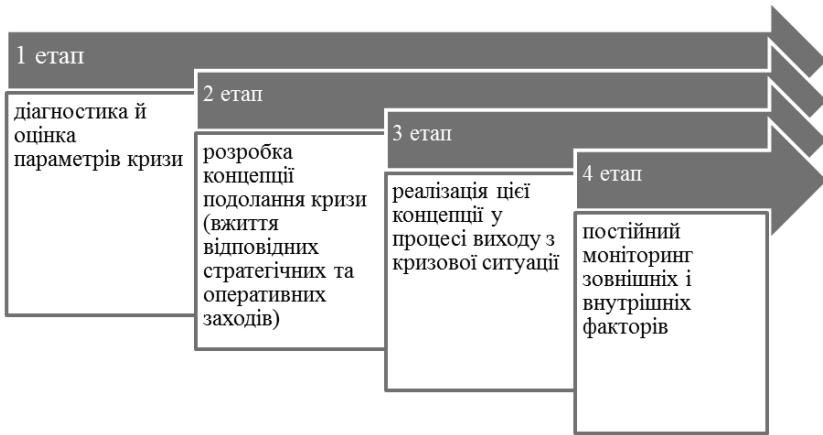 1 етап
діагностика й
оцінка
параметрів кризи
2 етап
розробка
концепції
подолання кризи
(вжиття
відповідних
стратегічних та
оперативних
заходів)
3 етап
реалізація цієї
концепції у
процесі виходу з
кризової ситуації
4 етап
постійний
моніторинг
зовнішніх і
внутрішніх
факторів